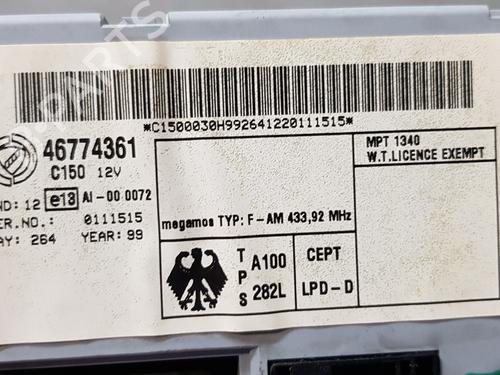 *C1500030H992641220111515*
46774361
C150 12V
ND: 12 e13 AI-00 0072
ER.NO.: 0111515
AY: 264 YEAR: 99
megamos TYP: F-AM 433,92 MHz
TPS A100 282L
CEPT
LPD-D
MPT 1340
W.T.LICENCE EXEMPT